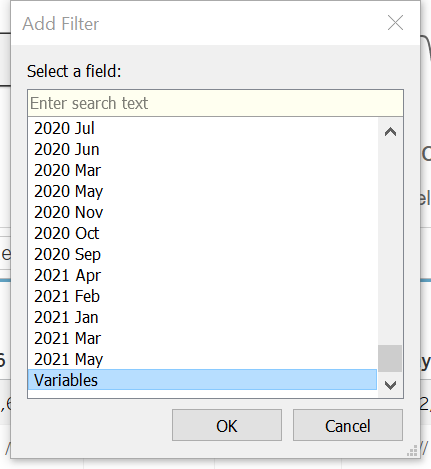 Add Filter
Select a field:
Enter search text
2020 Jul
2020 Jun
2020 Mar
2020 May
2020 Nov
2020 Oct
2020 Sep
2021 Apr
2021 Feb
2021 Jan
2021 Mar
2021 May
Variables
OK
Cancel